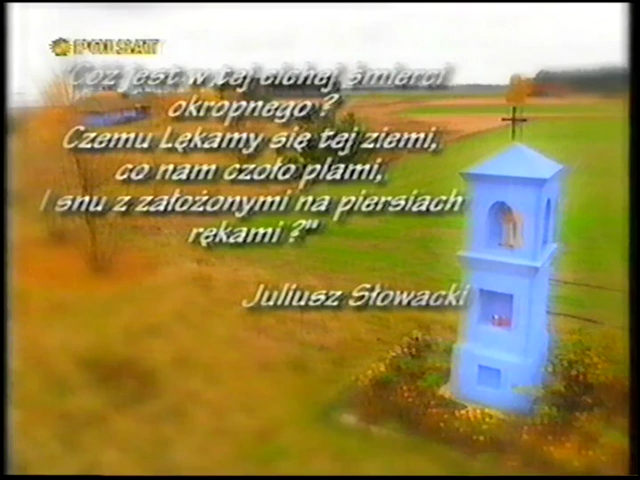 POLSAT
Cóż jest w tej cichej śmierci
okropnego ?
Czemu Lękamy się tej ziemi,
co nam czoło plami,
I snu z założonymi na piersiach
rękami ?"
Juliusz Słowacki